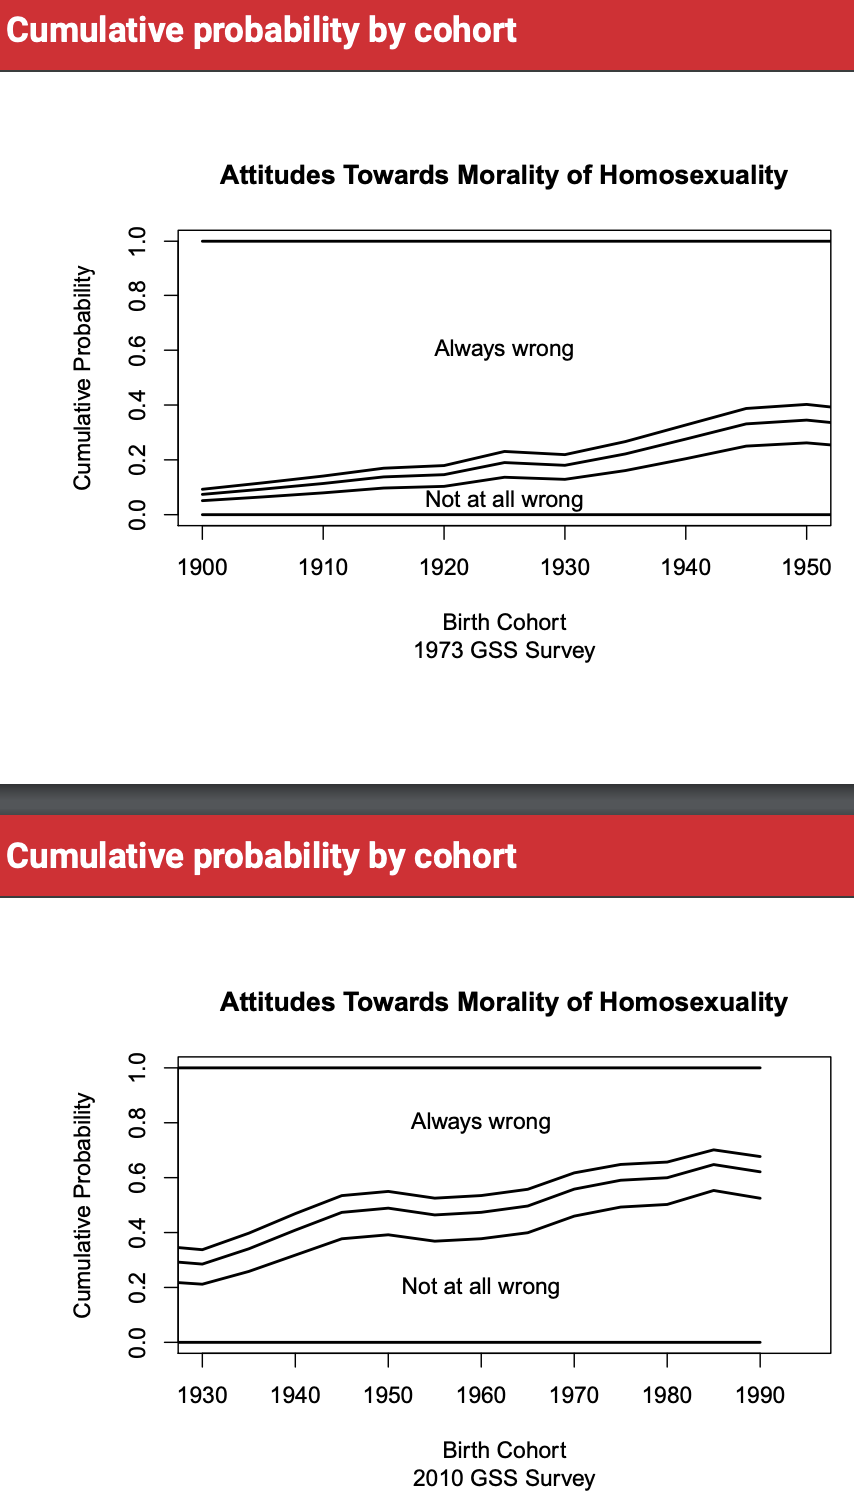 Cumulative probability by cohort
Attitudes Towards Morality of Homosexuality
Cumulative Probability
1.0
0.8
0.6
0.4
0.2
0.0
Always wrong
Not at all wrong
1900 1910 1920 1930 1940 1950
Birth Cohort
1973 GSS Survey
Cumulative probability by cohort
Attitudes Towards Morality of Homosexuality
Cumulative Probability
1.0
0.8
0.6
0.4
0.2
0.0
Always wrong
Not at all wrong
1930 1940 1950 1960 1970 1980 1990
Birth Cohort
2010 GSS Survey